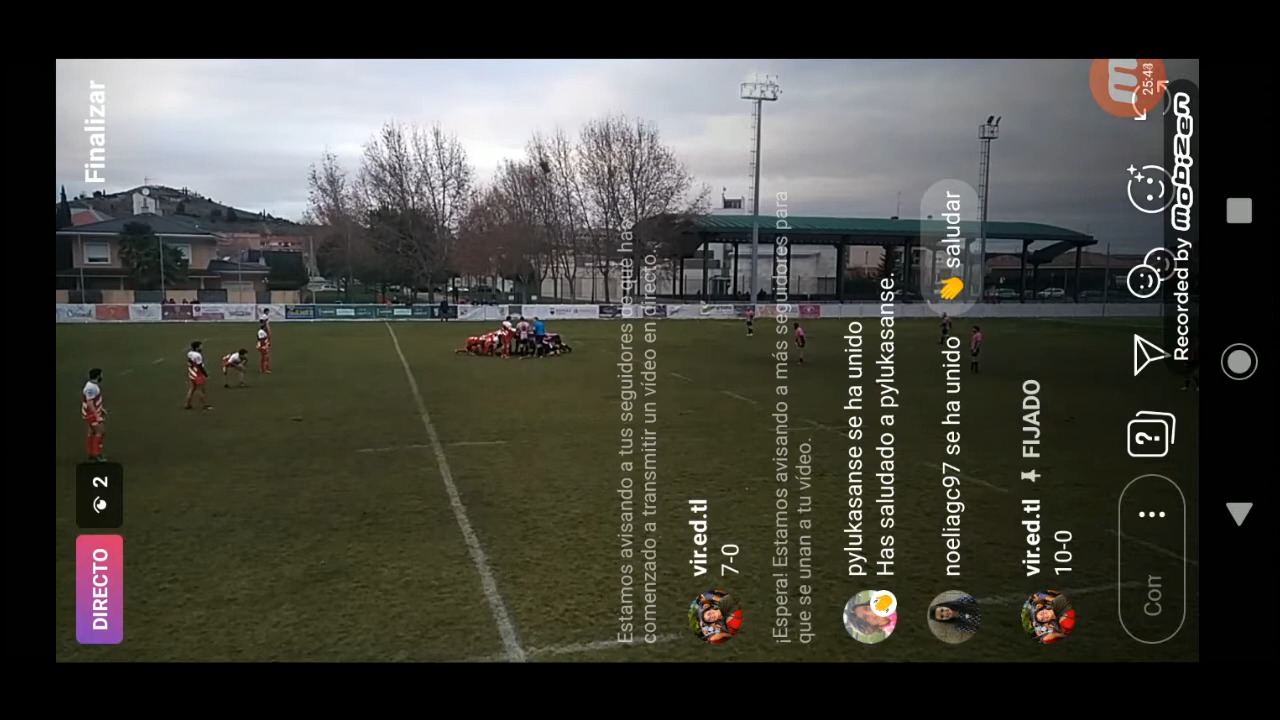 Finalizar
DIRECTO
2
Estamos avisando a tus seguidores de que has
comenzado a transmitir un vídeo en directo.
vir.ed.tl
7-0
¡Espera! Estamos avisando a más seguidores para
que se unan a tu vídeo.
pylukasanse se ha unido
Has saludado a pylukasanse.
noeliagc97 se ha unido
👋 saludar
vir.ed.tl FIJADO
10-0
Com
?
25:43
Recorded by mobizen